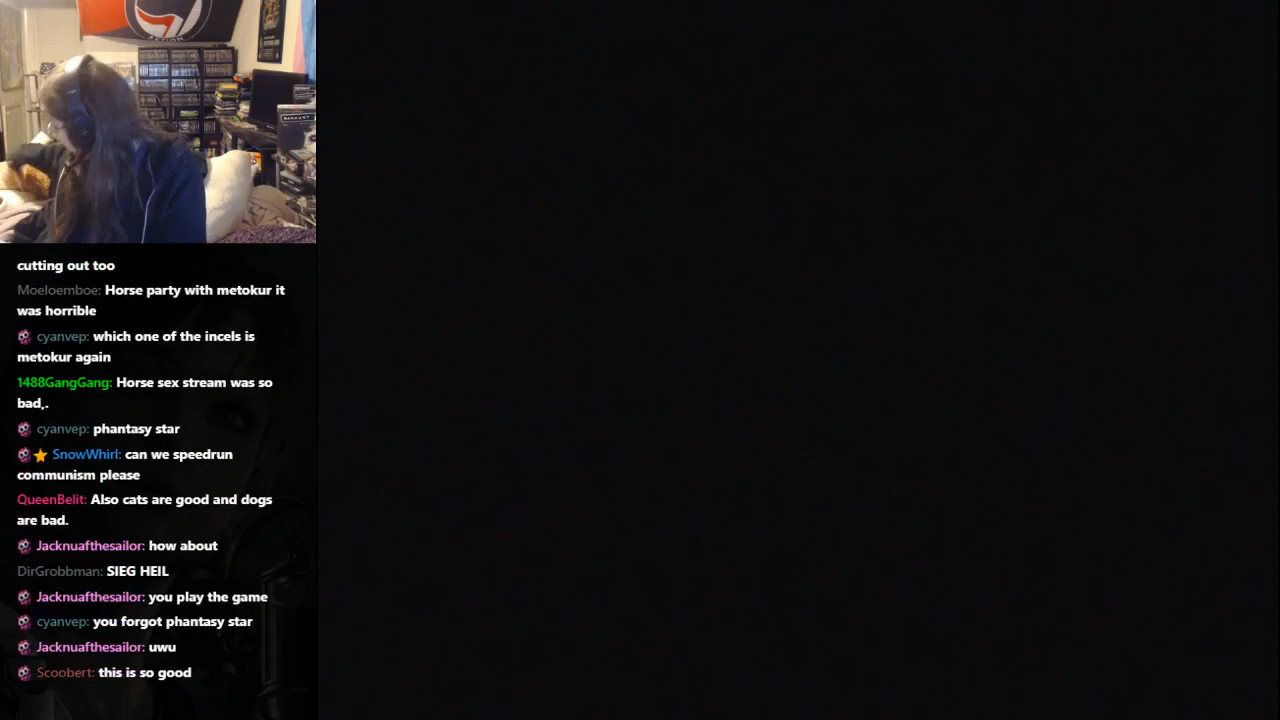 ACTION
MANHUNT
cutting out too
Moeloemboe: Horse party with metokur it
was horrible
cyanvep: which one of the incels is
metokur again
1488GangGang: Horse sex stream was so
bad,.
cyanvep: phantasy star
SnowWhirl: can we speedrun
communism please
QueenBelit: Also cats are good and dogs
are bad.
Jacknuafthesailor: how about
DirGrobbman: SIEG HEIL
Jacknuafthesailor: you play the game
cyanvep: you forgot phantasy star
Jacknuafthesailor: uwu
Scoobert: this is so good